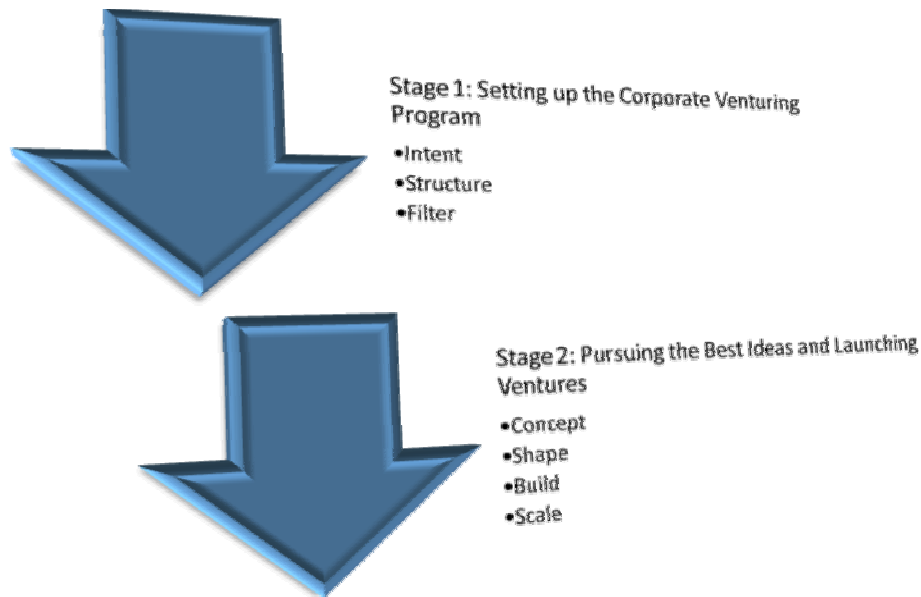 Stage 1: Setting up the Corporate Venturing
Program
•Intent
•Structure
•Filter
Stage 2: Pursuing the Best Ideas and Launching
Ventures
•Concept
•Shape
•Build
•Scale